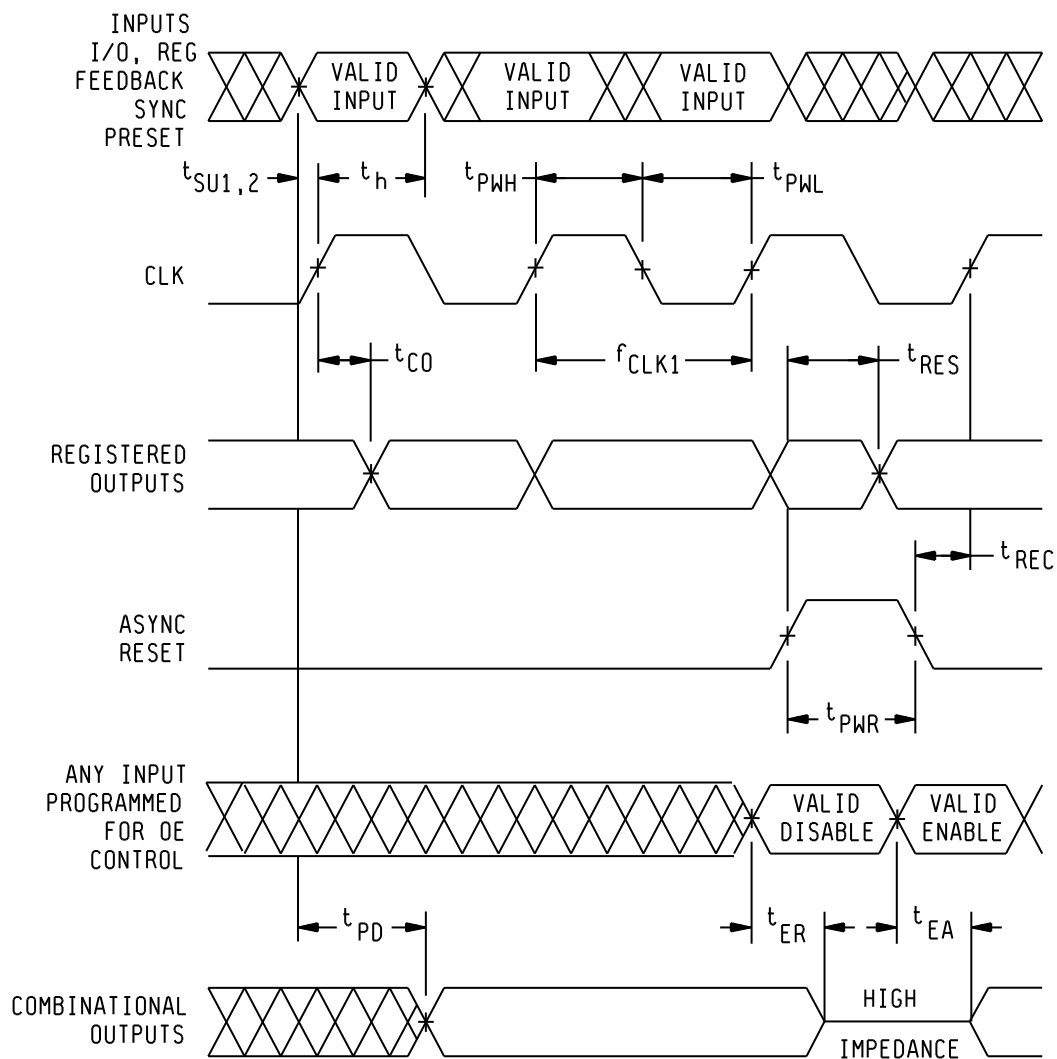 INPUTS
I/O, REG
FEEDBACK
SYNC
PRESET
VALID
INPUT
VALID
INPUT
VALID
INPUT
tSU1,2
th
tPWH
tPWL
CLK
tCO
fCLK1
tRES
REGISTERED
OUTPUTS
tREC
ASYNC
RESET
tPWR
ANY INPUT
PROGRAMMED
FOR OE
CONTROL
VALID
DISABLE
VALID
ENABLE
tPD
tER
tEA
COMBINATIONAL
OUTPUTS
HIGH
IMPEDANCE